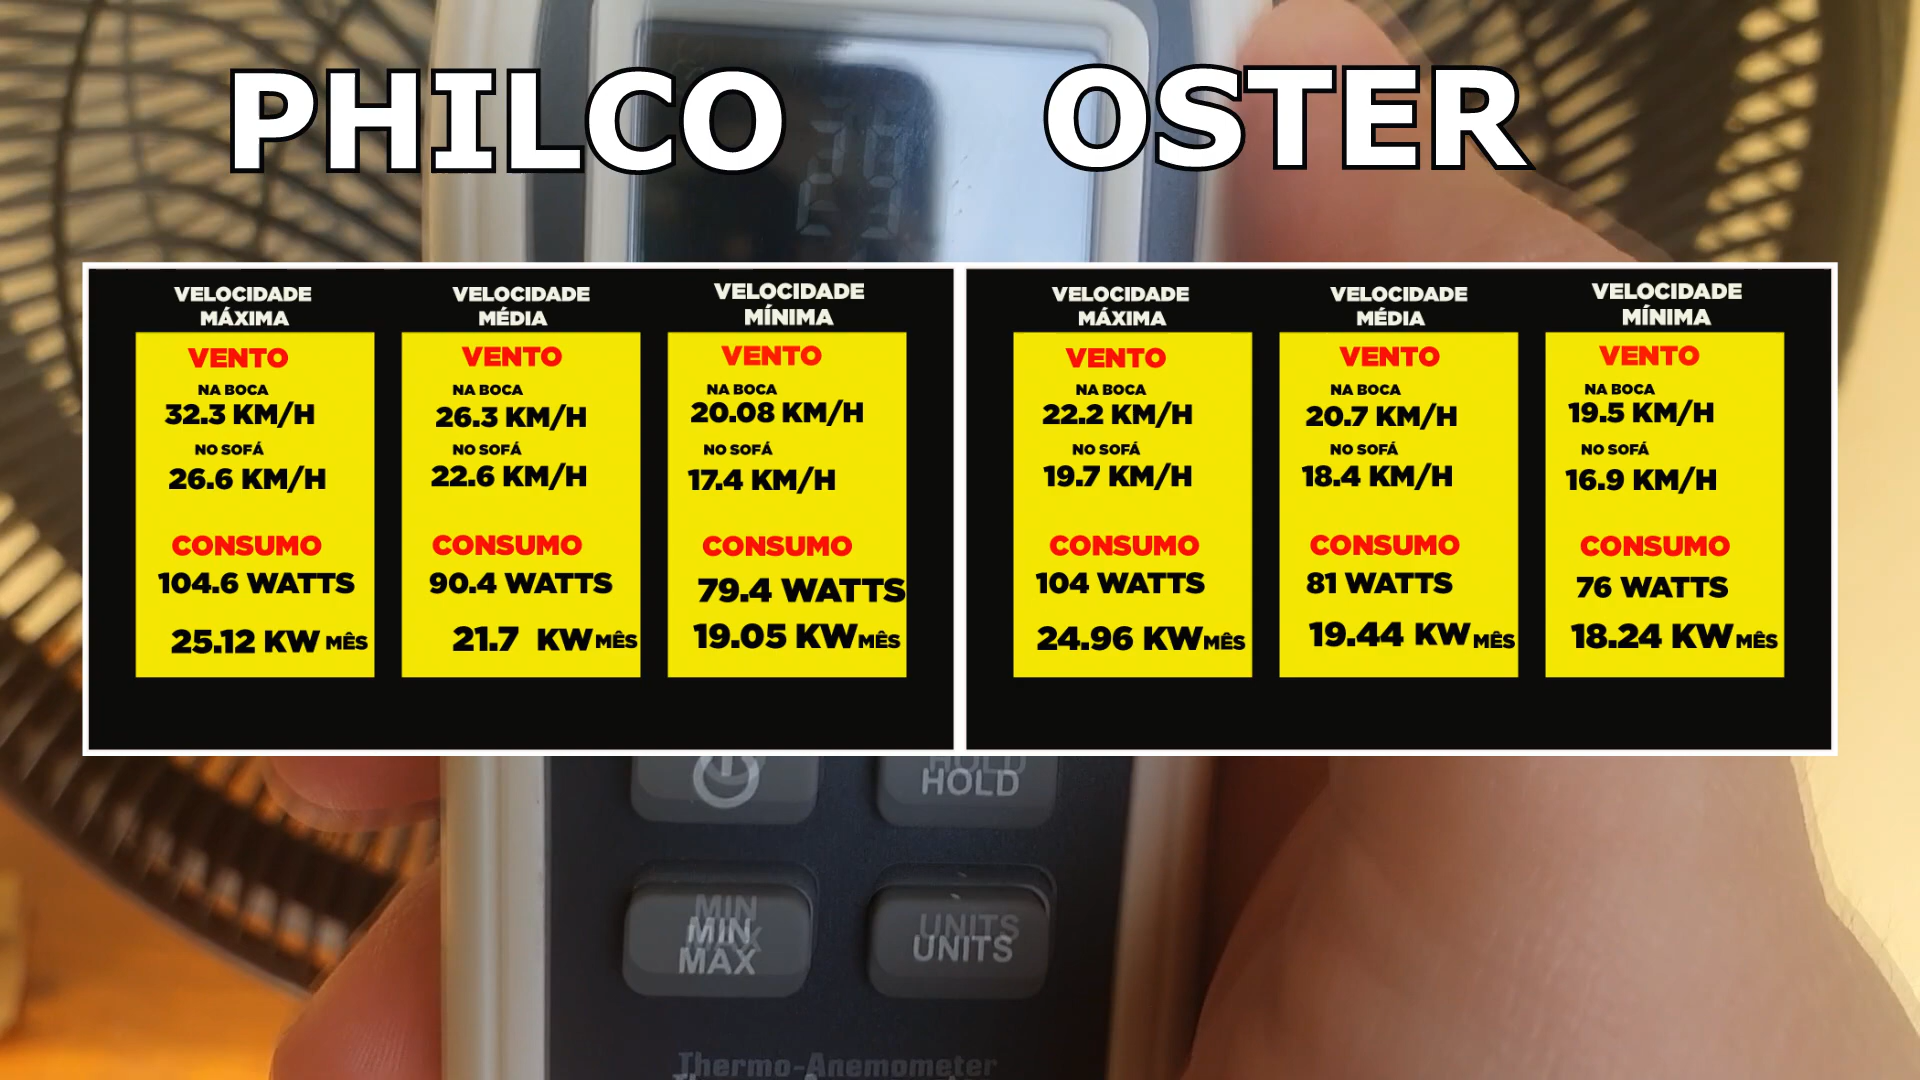 PHILCO
OSTER
VELOCIDADE
MÁXIMA
VENTO
NA BOCA
32.3 KM/H
NO SOFÁ
26.6 KM/H
CONSUMO
104.6 WATTS
25.12 KW MÊS
VELOCIDADE
MÉDIA
VENTO
NA BOCA
26.3 KM/H
NO SOFÁ
22.6 KM/H
CONSUMO
90.4 WATTS
21.7 KW MÊS
VELOCIDADE
MÍNIMA
VENTO
NA BOCA
20.08 KM/H
NO SOFÁ
17.4 KM/H
CONSUMO
79.4 WATTS
19.05 KW MÊS
VELOCIDADE
MÁXIMA
VENTO
NA BOCA
22.2 KM/H
NO SOFÁ
19.7 KM/H
CONSUMO
104 WATTS
24.96 KW MÊS
VELOCIDADE
MÉDIA
VENTO
NA BOCA
20.7 KM/H
NO SOFÁ
18.4 KM/H
CONSUMO
81 WATTS
19.44 KW MÊS
VELOCIDADE
MÍNIMA
VENTO
NA BOCA
19.5 KM/H
NO SOFÁ
16.9 KM/H
CONSUMO
76 WATTS
18.24 KW MÊS
HOLD
MIN
MAX
UNITS
Thermo-Anemometer